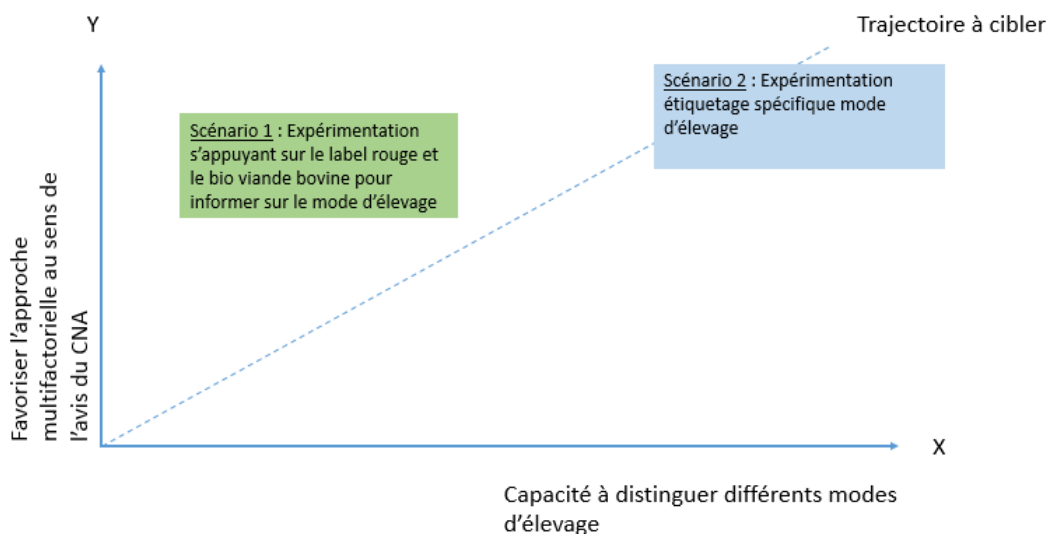 Y
Trajectoire à cibler
Scénario 1 : Expérimentation
s'appuyant sur le label rouge et
le bio viande bovine pour
informer sur le mode d'élevage
Scénario 2 : Expérimentation
étiquetage spécifique mode
d'élevage
Favoriser l'approche
multifactorielle au sens de
l'avis du CNA
X
Capacité à distinguer différents modes
d'élevage